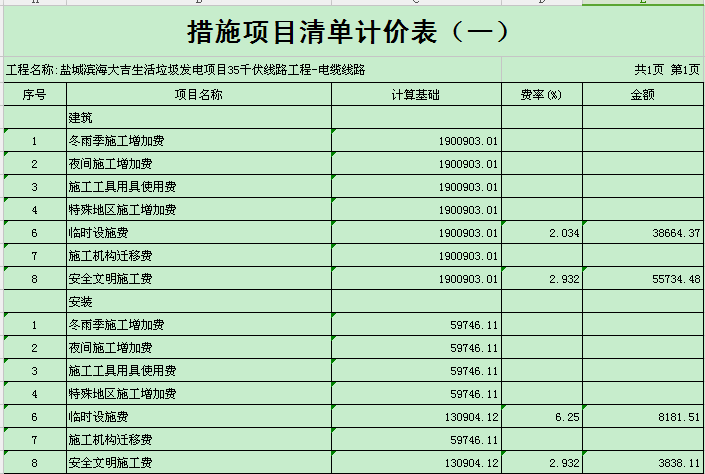 措施项目清单计价表（一）
工程名称:盐城滨海大吉生活垃圾发电项目35千伏线路工程-电缆线路 共1页 第1页
序号 项目名称 计算基础 费率(%) 金额
建筑
1 冬雨季施工增加费 1900903.01
2 夜间施工增加费 1900903.01
3 施工工具用具使用费 1900903.01
4 特殊地区施工增加费 1900903.01
6 临时设施费 1900903.01 2.034 38664.37
7 施工机构迁移费 1900903.01
8 安全文明施工费 1900903.01 2.932 55734.48
安装
1 冬雨季施工增加费 59746.11
2 夜间施工增加费 59746.11
3 施工工具用具使用费 59746.11
4 特殊地区施工增加费 59746.11
6 临时设施费 130904.12 6.25 8181.51
7 施工机构迁移费 59746.11
8 安全文明施工费 130904.12 2.932 3838.11